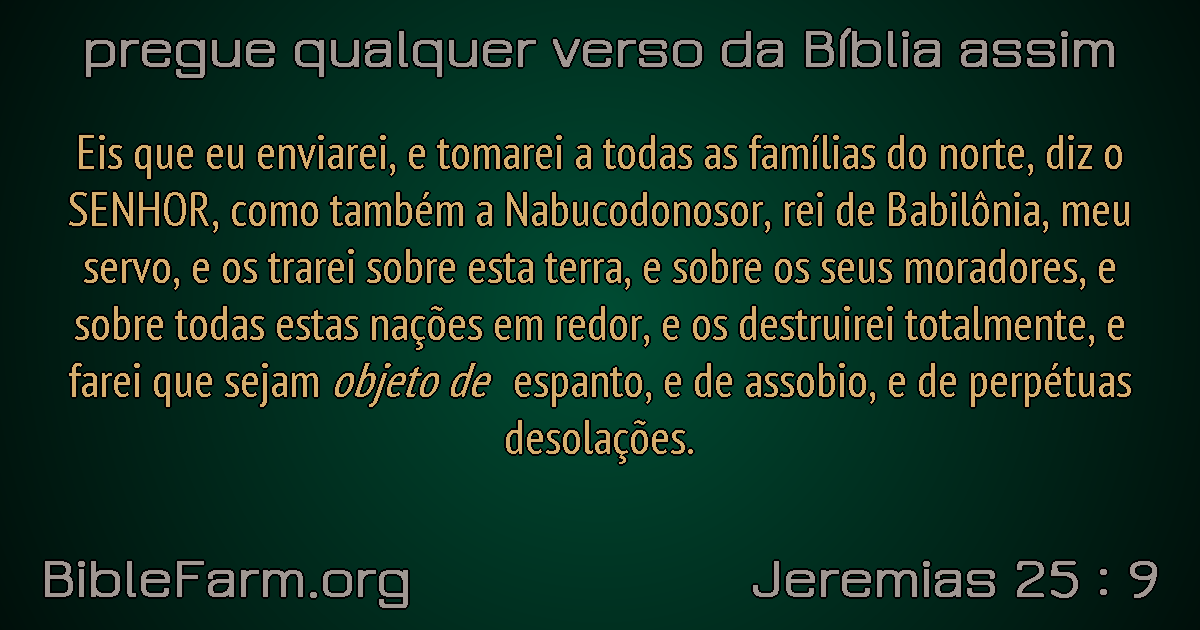 pregue qualquer verso da Bíblia assim
Eis que eu enviarei, e tomarei a todas as famílias do norte, diz o
SENHOR, como também a Nabucodonosor, rei de Babilônia, meu
servo, e os trarei sobre esta terra, e sobre os seus moradores, e
sobre todas estas nações em redor, e os destruirei totalmente, e
farei que sejam objeto de espanto, e de assobio, e de perpétuas
desolações.
BibleFarm.org
Jeremias 25 : 9